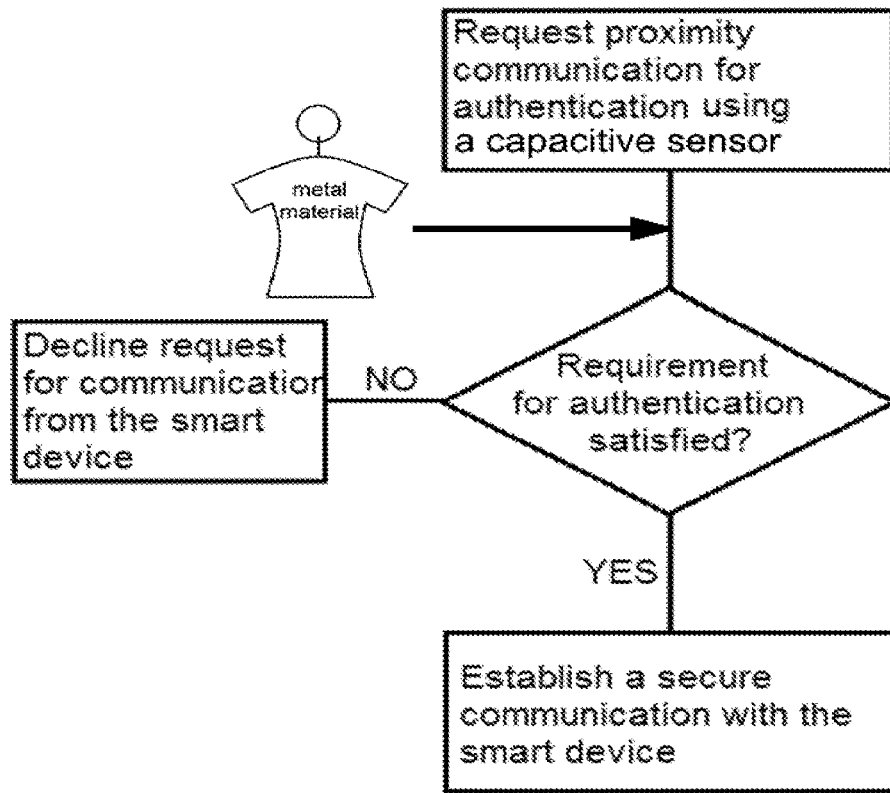 Request proximity
communication for
authentication using
a capacitive sensor
metal
material
Requirement
for authentication
satisfied?
NO
Decline request
for communication
from the smart
device
YES
Establish a secure
communication with the
smart device